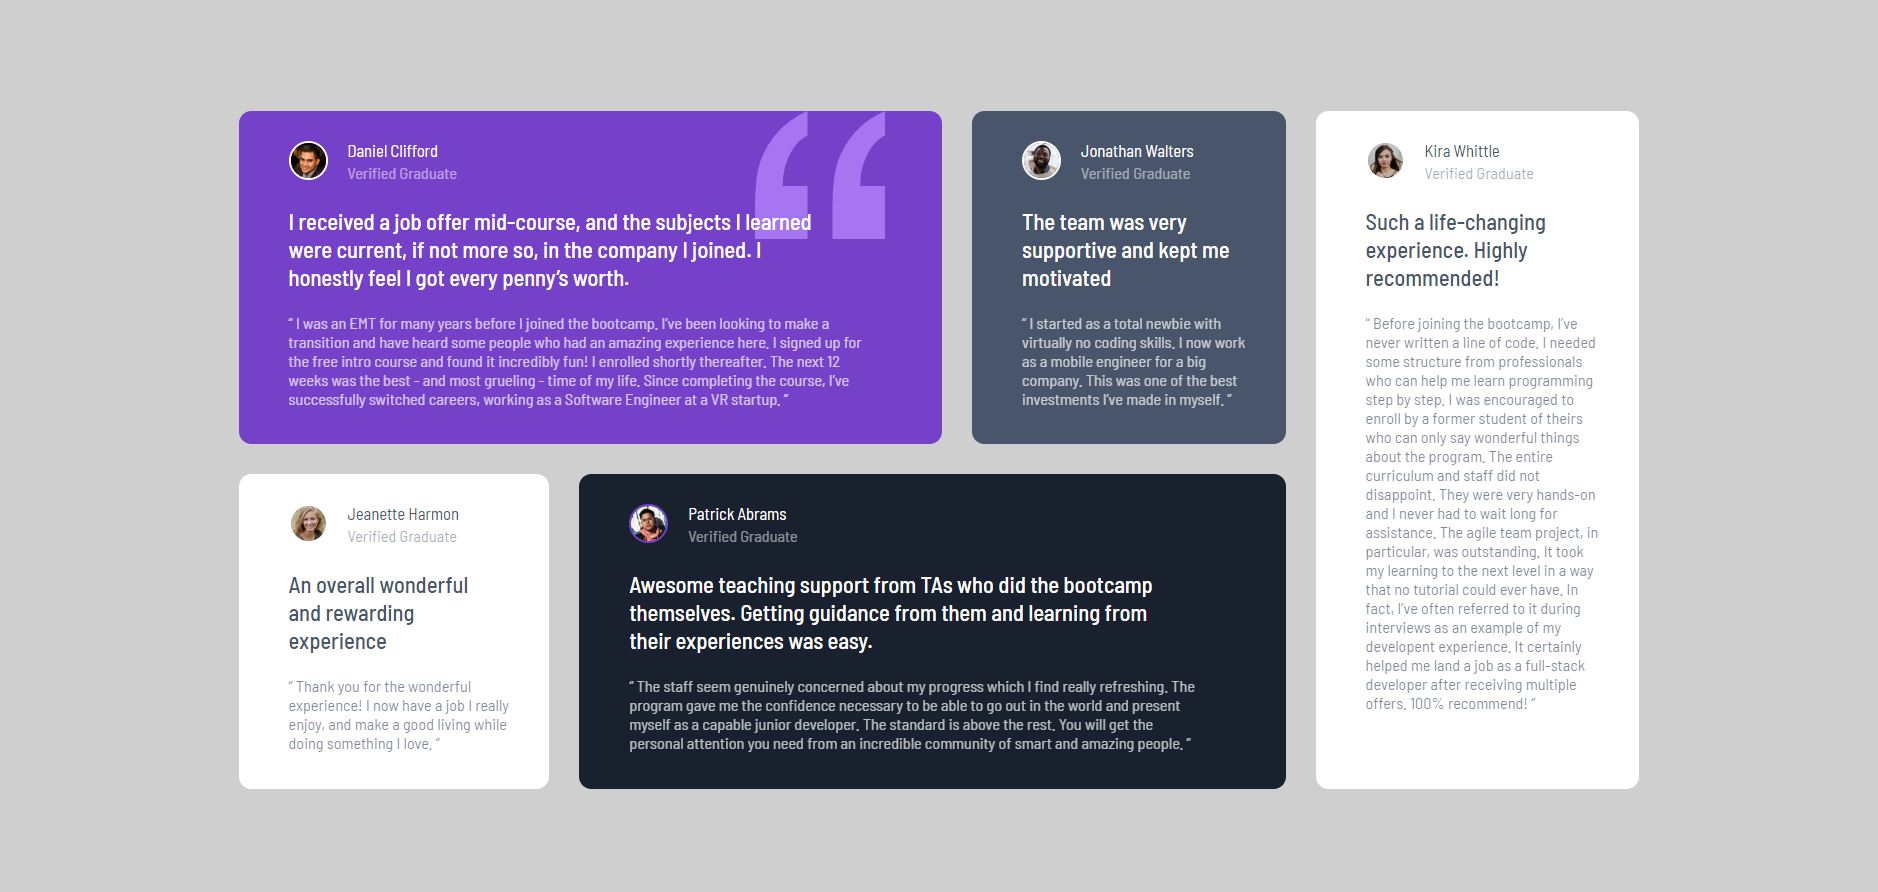 Daniel Clifford
Verified Graduate
I received a job offer mid-course, and the subjects I learned
were current, if not more so, in the company I joined. I
honestly feel I got every penny’s worth.
“ I was an EMT for many years before I joined the bootcamp. I’ve been looking to make a
transition and have heard some people who had an amazing experience here. I signed up for
the free intro course and found it incredibly fun! I enrolled shortly thereafter. The next 12
weeks was the best - and most grueling - time of my life. Since completing the course, I’ve
successfully switched careers, working as a Software Engineer at a VR startup. ”
Jonathan Walters
Verified Graduate
The team was very
supportive and kept me
motivated
“ I started as a total newbie with
virtually no coding skills. I now work
as a mobile engineer for a big
company. This was one of the best
investments I’ve made in myself. ”
Kira Whittle
Verified Graduate
Such a life-changing
experience. Highly
recommended!
“ Before joining the bootcamp, I’ve
never written a line of code. I needed
some structure from professionals
who can help me learn programming
step by step. I was encouraged to
enroll by a former student of theirs
who can only say wonderful things
about the program. The entire
curriculum and staff did not
disappoint. They were very hands-on
and I never had to wait long for
assistance. The agile team project, in
particular, was outstanding. It took
my learning to the next level in a way
that no tutorial could ever have. In
fact, I’ve often referred to it during
interviews as an example of my
developent experience. It certainly
helped me land a job as a full-stack
developer after receiving multiple
offers. 100% recommend! ”
Jeanette Harmon
Verified Graduate
An overall wonderful
and rewarding
experience
“ Thank you for the wonderful
experience! I now have a job I really
enjoy, and make a good living while
doing something I love. ”
Patrick Abrams
Verified Graduate
Awesome teaching support from TAs who did the bootcamp
themselves. Getting guidance from them and learning from
their experiences was easy.
“ The staff seem genuinely concerned about my progress which I find really refreshing. The
program gave me the confidence necessary to be able to go out in the world and present
myself as a capable junior developer. The standard is above the rest. You will get the
personal attention you need from an incredible community of smart and amazing people. ”